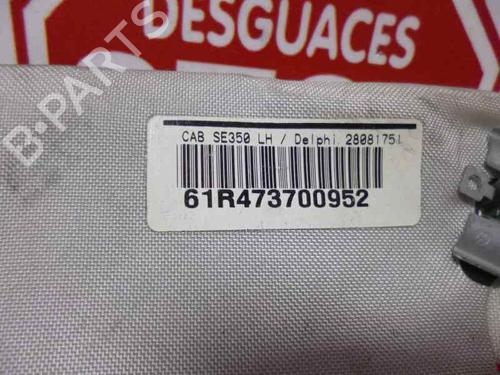 DESGUACES
B-PARTS
CAB SE350 LH / Delphi 28081751
61R473700952